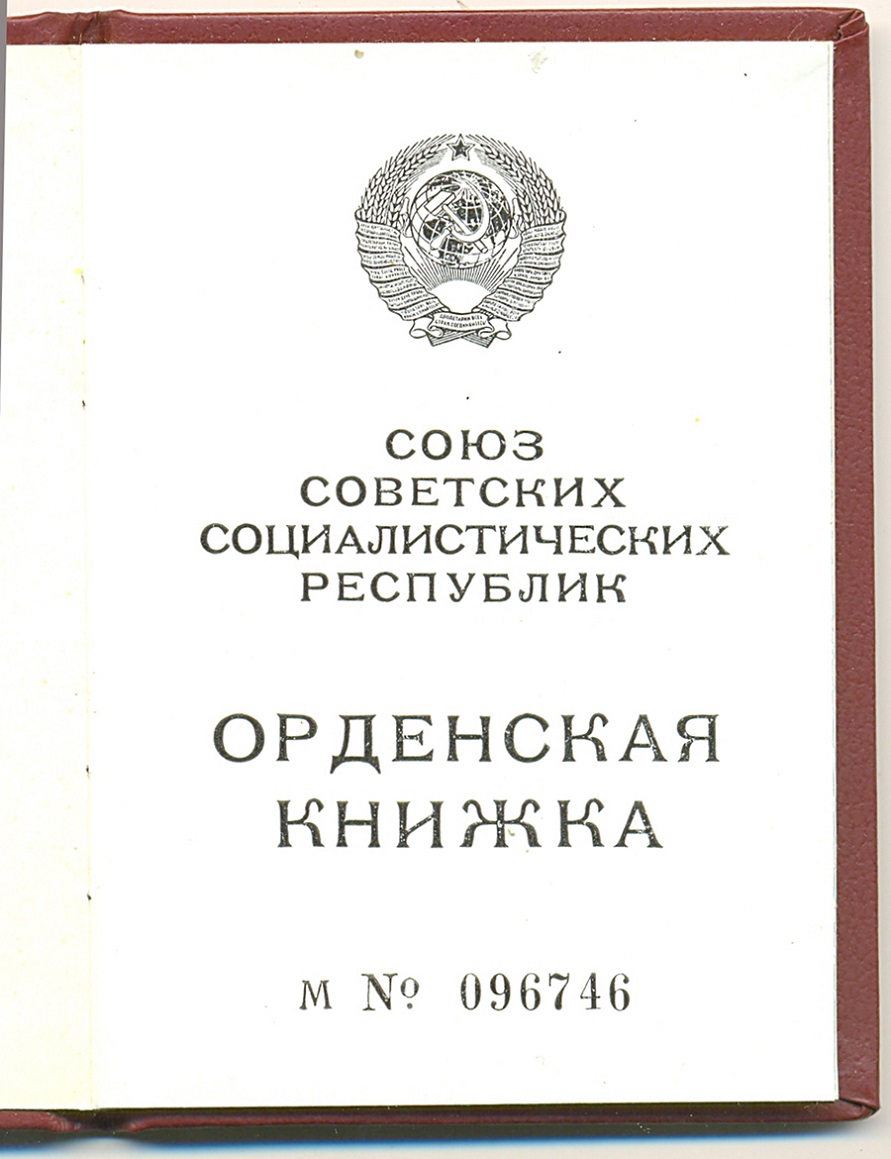 СОЮЗ
СОВЕТСКИХ
СОЦИАЛИСТИЧЕСКИХ
РЕСПУБЛИК
ОРДЕНСКАЯ
КНИЖКА
М № 096746